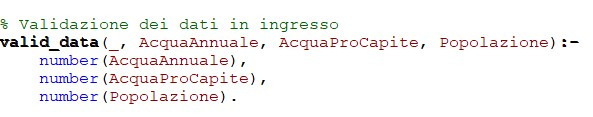 % Validazione dei dati in ingresso
valid_data(_, AcquaAnnuale, AcquaProCapite, Popolazione):-
    number(AcquaAnnuale),
    number(AcquaProCapite),
    number(Popolazione).